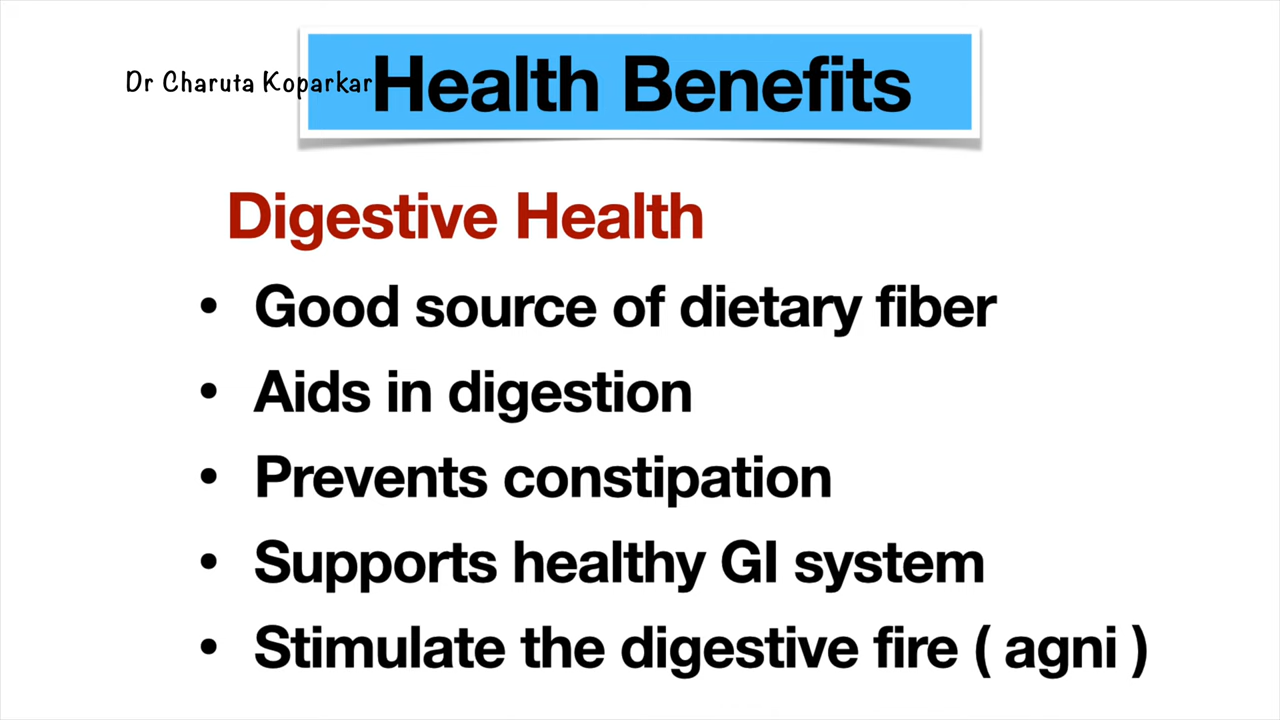 Dr Charuta Koparkar
Health Benefits
Digestive Health
• Good source of dietary fiber
• Aids in digestion
• Prevents constipation
• Supports healthy GI system
• Stimulate the digestive fire ( agni )